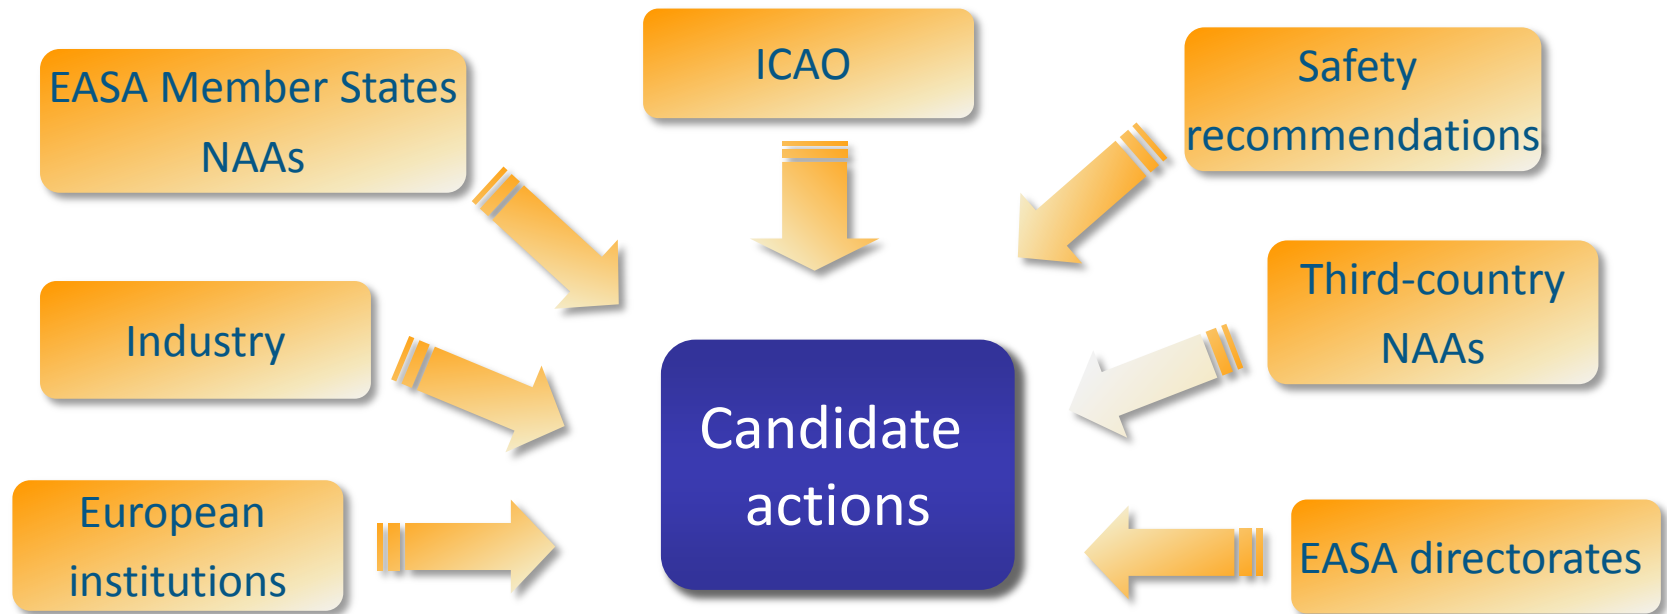 ICAO
EASA Member States
NAAs
Safety
recommendations
Industry
Third-country
NAAs
Candidate
actions
European
institutions
EASA directorates